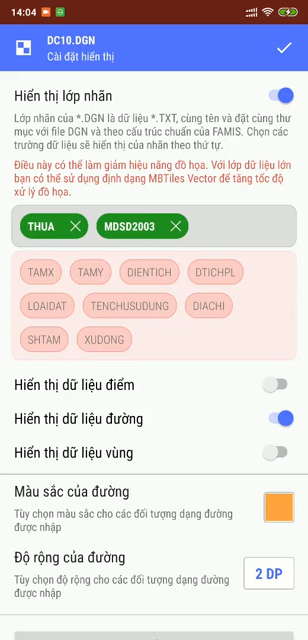 14:04
DC10.DGN
Cài đặt hiển thị
Hiển thị lớp nhãn
Lớp nhãn của *.DGN là dữ liệu *.TXT, cùng tên và đặt cùng thư
mục với file DGN và theo cấu trúc chuẩn của FAMIS. Chọn các
trường dữ liệu sẽ hiển thị của nhãn theo thứ tự.
Điều này có thể làm giảm hiệu năng đồ họa. Với lớp dữ liệu lớn
bạn có thể sử dụng định dạng MBTiles Vector để tăng tốc độ
xử lý đồ họa.
THUA
MDSD2003
TAMX
TAMY
DIENTICH
DTICHPL
LOAIDAT
TENCHUSUDUNG
DIACHI
SHTAM
XUDONG
Hiển thị dữ liệu điểm
Hiển thị dữ liệu đường
Hiển thị dữ liệu vùng
Màu sắc của đường
Tùy chọn màu sắc cho các đối tượng dạng đường
được nhập
Độ rộng của đường
Tùy chọn độ rộng cho các đối tượng dạng đường
được nhập
2 DP